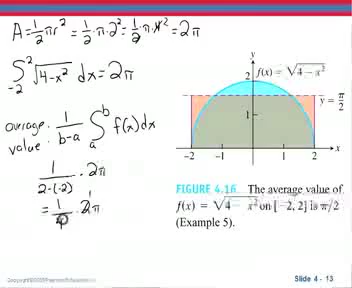 A=½πr²=½·π·2²=½·π·4²=2π
∫₋₂² √4-x² dx=2π
average value: 1/b-a ∫ₐᵇ f(x)dx
1/2-(-2) · 2π
= 1/4 · 2π
y
f(x) = √4 − x²
2
y = π/2
1
−2 −1 1 2 x
FIGURE 4.16 The average value of
f(x) = √4 x² on [−2, 2] is π/2
(Example 5).
Slide 4 - 13